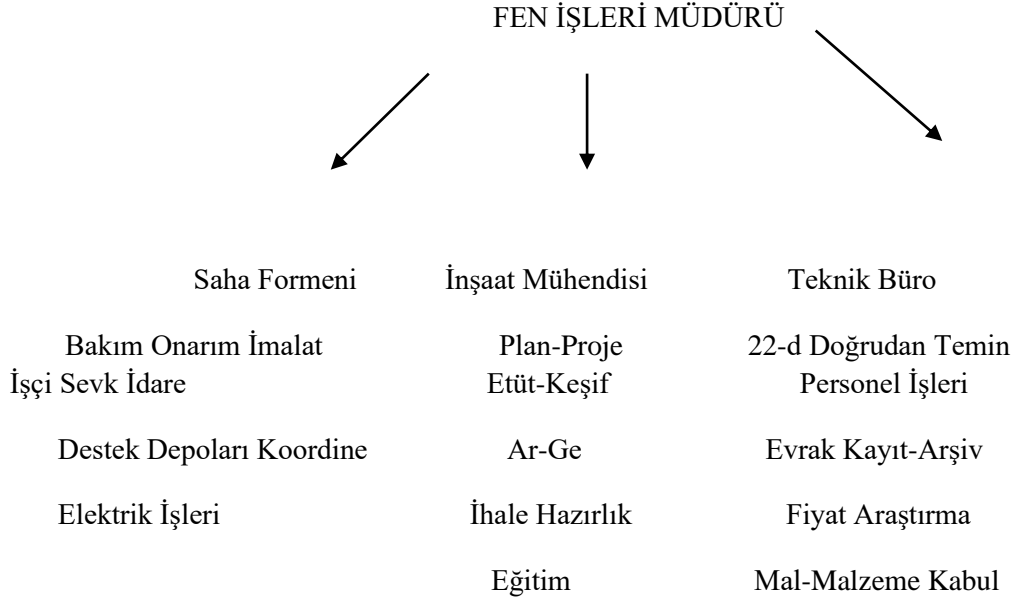 FEN İŞLERİ MÜDÜRÜ
Saha Formeni İnşaat Mühendisi Teknik Büro
Bakım Onarım İmalat Plan-Proje 22-d Doğrudan Temin
İşçi Sevk İdare Etüt-Keşif Personel İşleri
Destek Depoları Koordine Ar-Ge Evrak Kayıt-Arşiv
Elektrik İşleri İhale Hazırlık Fiyat Araştırma
Eğitim Mal-Malzeme Kabul